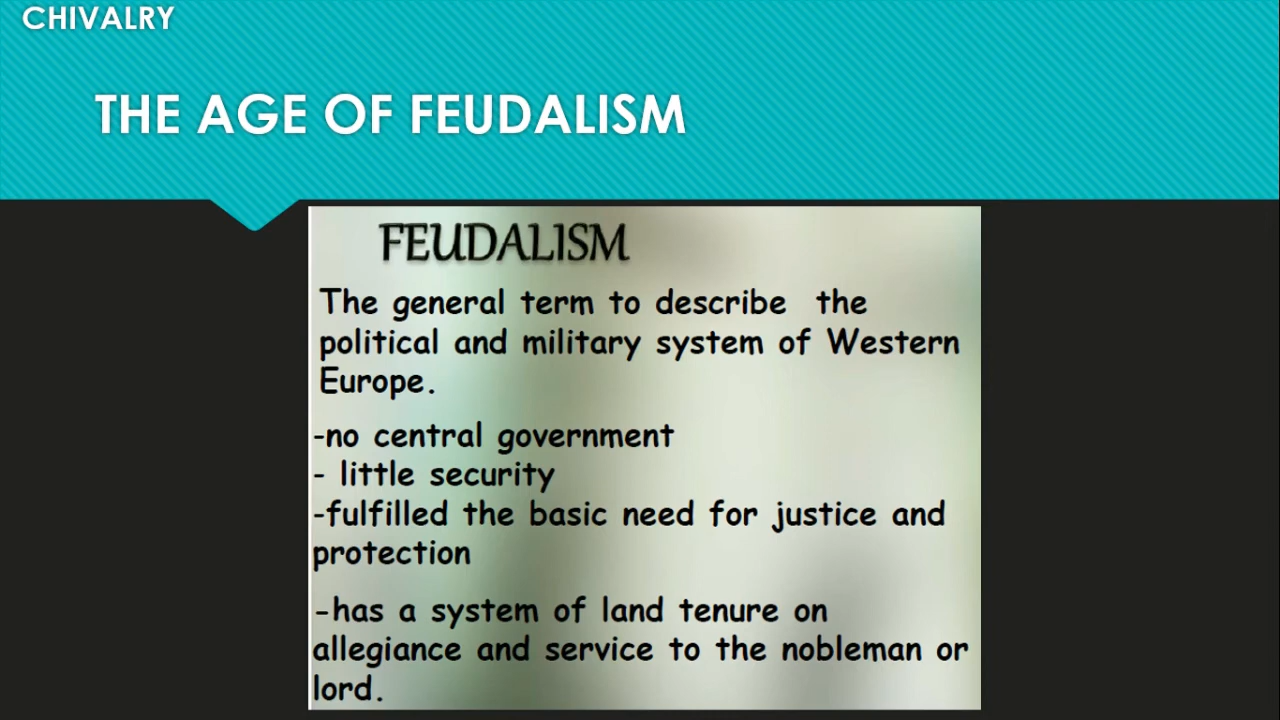 CHIVALRY
THE AGE OF FEUDALISM
FEUDALISM
The general term to describe the
political and military system of Western
Europe.
-no central government
- little security
-fulfilled the basic need for justice and
protection
-has a system of land tenure on
allegiance and service to the nobleman or
lord.